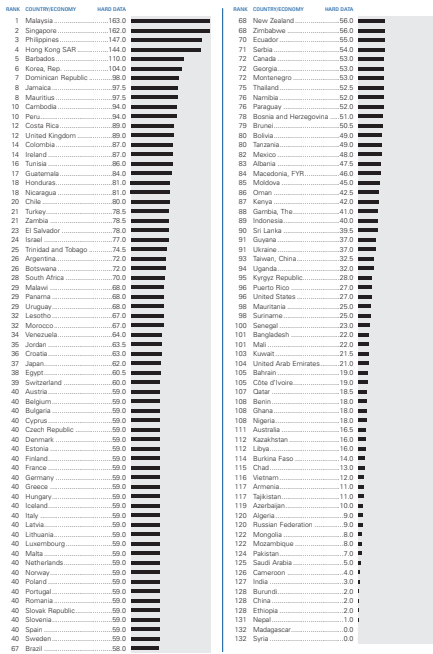 RANK COUNTRY/ECONOMY HARD DATA
1 Malaysia 163.0
2 Singapore 162.0
3 Philippines 147.0
4 Hong Kong SAR 144.0
5 Barbados 110.0
6 Korea, Rep. 104.0
7 Dominican Republic 98.0
8 Jamaica 97.5
8 Mauritius 97.5
10 Cambodia 94.0
10 Peru 94.0
12 Costa Rica 89.0
12 United Kingdom 89.0
14 Colombia 87.0
14 Ireland 87.0
16 Tunisia 86.0
17 Guatemala 84.0
18 Honduras 81.0
18 Nicaragua 81.0
20 Chile 80.0
21 Turkey 78.5
21 Zambia 78.5
23 El Salvador 78.0
24 Israel 77.0
25 Trinidad and Tobago 74.5
26 Argentina 72.0
26 Botswana 72.0
28 South Africa 70.0
29 Malawi 68.0
29 Panama 68.0
29 Uruguay 68.0
32 Lesotho 67.0
32 Morocco 67.0
34 Venezuela 64.0
35 Jordan 63.5
36 Croatia 63.0
37 Japan 62.0
38 Egypt 60.5
39 Switzerland 60.0
40 Austria 59.0
40 Belgium 59.0
40 Bulgaria 59.0
40 Cyprus 59.0
40 Czech Republic 59.0
40 Denmark 59.0
40 Estonia 59.0
40 Finland 59.0
40 France 59.0
40 Germany 59.0
40 Greece 59.0
40 Hungary 59.0
40 Iceland 59.0
40 Italy 59.0
40 Latvia 59.0
40 Lithuania 59.0
40 Luxembourg 59.0
40 Malta 59.0
40 Netherlands 59.0
40 Norway 59.0
40 Poland 59.0
40 Portugal 59.0
40 Romania 59.0
40 Slovak Republic 59.0
40 Slovenia 59.0
40 Spain 59.0
40 Sweden 59.0
67 Brazil 58.0
RANK COUNTRY/ECONOMY HARD DATA
68 New Zealand 56.0
68 Zimbabwe 56.0
70 Ecuador 55.0
71 Serbia 54.0
72 Canada 53.0
72 Georgia 53.0
72 Montenegro 53.0
75 Thailand 52.5
76 Namibia 52.0
76 Paraguay 52.0
78 Bosnia and Herzegovina 51.0
79 Brunei 50.5
80 Bolivia 49.0
80 Tanzania 49.0
82 Mexico 48.0
83 Albania 47.5
84 Macedonia, FYR 46.0
85 Moldova 45.0
86 Oman 42.5
87 Kenya 42.0
88 Gambia, The 41.0
89 Indonesia 40.0
90 Sri Lanka 39.5
91 Guyana 37.0
91 Ukraine 37.0
93 Taiwan, China 32.5
94 Uganda 32.0
95 Kyrgyz Republic 28.0
96 Puerto Rico 27.0
96 United States 27.0
98 Mauritania 25.0
98 Suriname 25.0
100 Senegal 23.0
101 Bangladesh 22.0
101 Mali 22.0
103 Kuwait 21.5
104 United Arab Emirates 21.0
105 Bahrain 19.0
105 Côte d'Ivoire 19.0
107 Qatar 18.5
108 Benin 18.0
108 Ghana 18.0
108 Nigeria 18.0
111 Australia 16.5
112 Kazakhstan 16.0
112 Libya 16.0
114 Burkina Faso 14.0
115 Chad 13.0
116 Vietnam 12.0
117 Armenia 11.0
117 Tajikistan 11.0
119 Azerbaijan 10.0
120 Algeria 9.0
120 Russian Federation 9.0
122 Mongolia 8.0
122 Mozambique 8.0
124 Pakistan 7.0
125 Saudi Arabia 5.0
126 Cameroon 4.0
127 India 3.0
128 Burundi 2.0
128 China 2.0
128 Ethiopia 2.0
131 Nepal 1.0
132 Madagascar 0.0
132 Syria 0.0